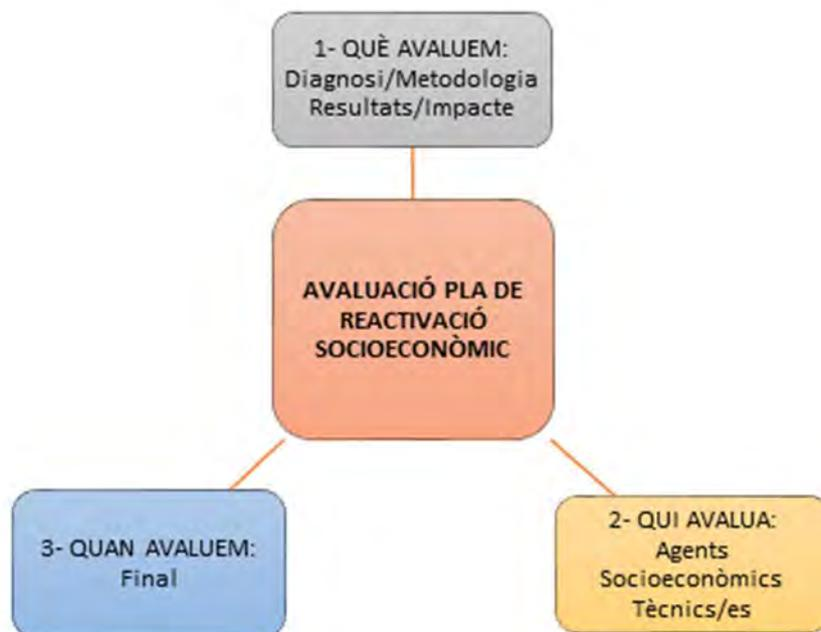 1- QUÈ AVALUEM:
Diagnosi/Metodologia
Resultats/Impacte
AVALUACIÓ PLA DE
REACTIVACIÓ
SOCIOECONÒMIC
3- QUAN AVALUEM:
Final
2- QUI AVALUA:
Agents
Socioeconòmics
Tècnics/es